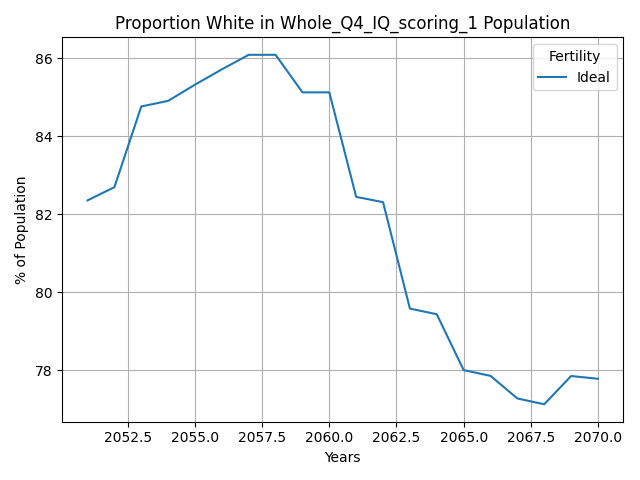 Proportion White in Whole_Q4_IQ_scoring_1 Population
Fertility
Ideal
% of Population
86
84
82
80
78
2052.5 2055.0 2057.5 2060.0 2062.5 2065.0 2067.5 2070.0
Years